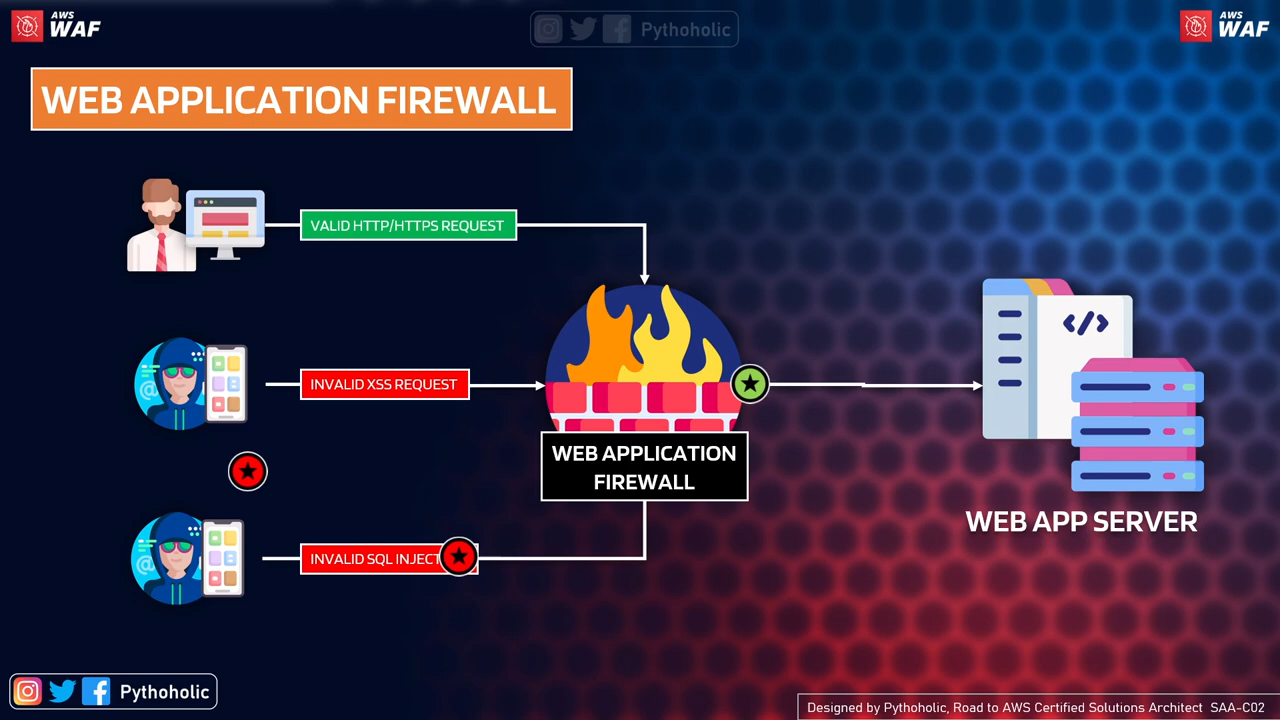 AWS
WAF
Pythoholic
AWS
WAF
WEB APPLICATION FIREWALL
VALID HTTP/HTTPS REQUEST
INVALID XSS REQUEST
@
</>
WEB APPLICATION
FIREWALL
WEB APP SERVER
INVALID SQL INJECT
@
Pythoholic
Designed by Pythoholic, Road to AWS Certified Solutions Architect SAA-C02